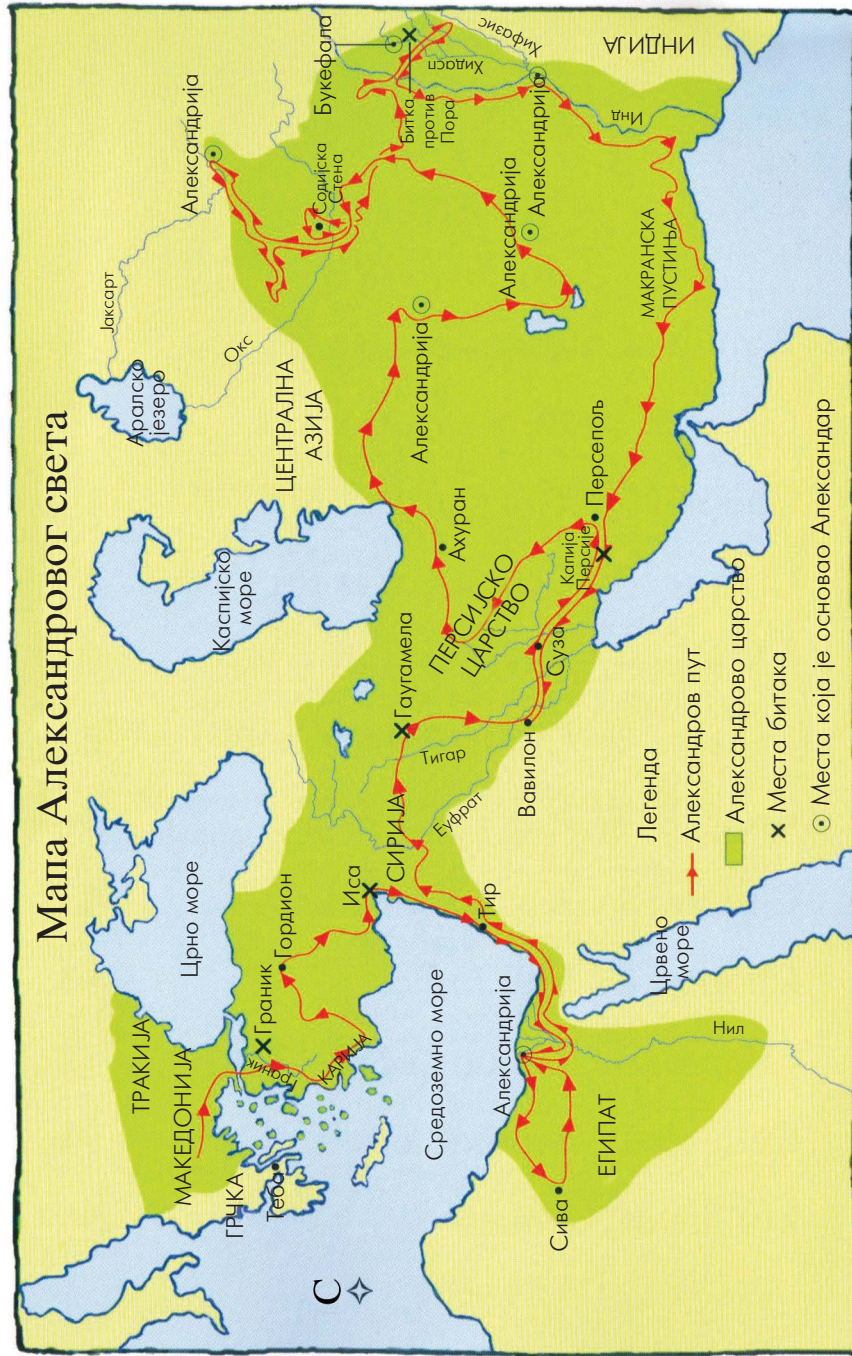 Мапа Александровог света
С
ТРАКИЈА
МАКЕДОНИЈА
ГРЧКА
Теба
Црно море
Граник
Граник
КАРИЈА
Гордион
Иса
СИРИЈА
Средоземно море
Тир
Александрија
Сива
ЕГИПАТ
Нил
Црвено
море
Каспијско
море
Гаугамела
Тигар
Еуфрат
Вавилон
Суза
ПЕРСИЈСКО
ЦАРСТВО
Капија
Персије
Персепољ
Ахуран
Аралско
језеро
Јаксарт
Окс
ЦЕНТРАЛНА
АЗИЈА
Александрија
Александрија
Содијска
Стена
Александрија
Александрија
Александрија
Букефала
Битка
против
Пора
Хидасп
Хифазис
Инд
ИНДИЈА
МАКРАНСКА
ПУСТИЊА
Легенда
Александров пут
Александрово царство
Места битака
Места која је основао Александар